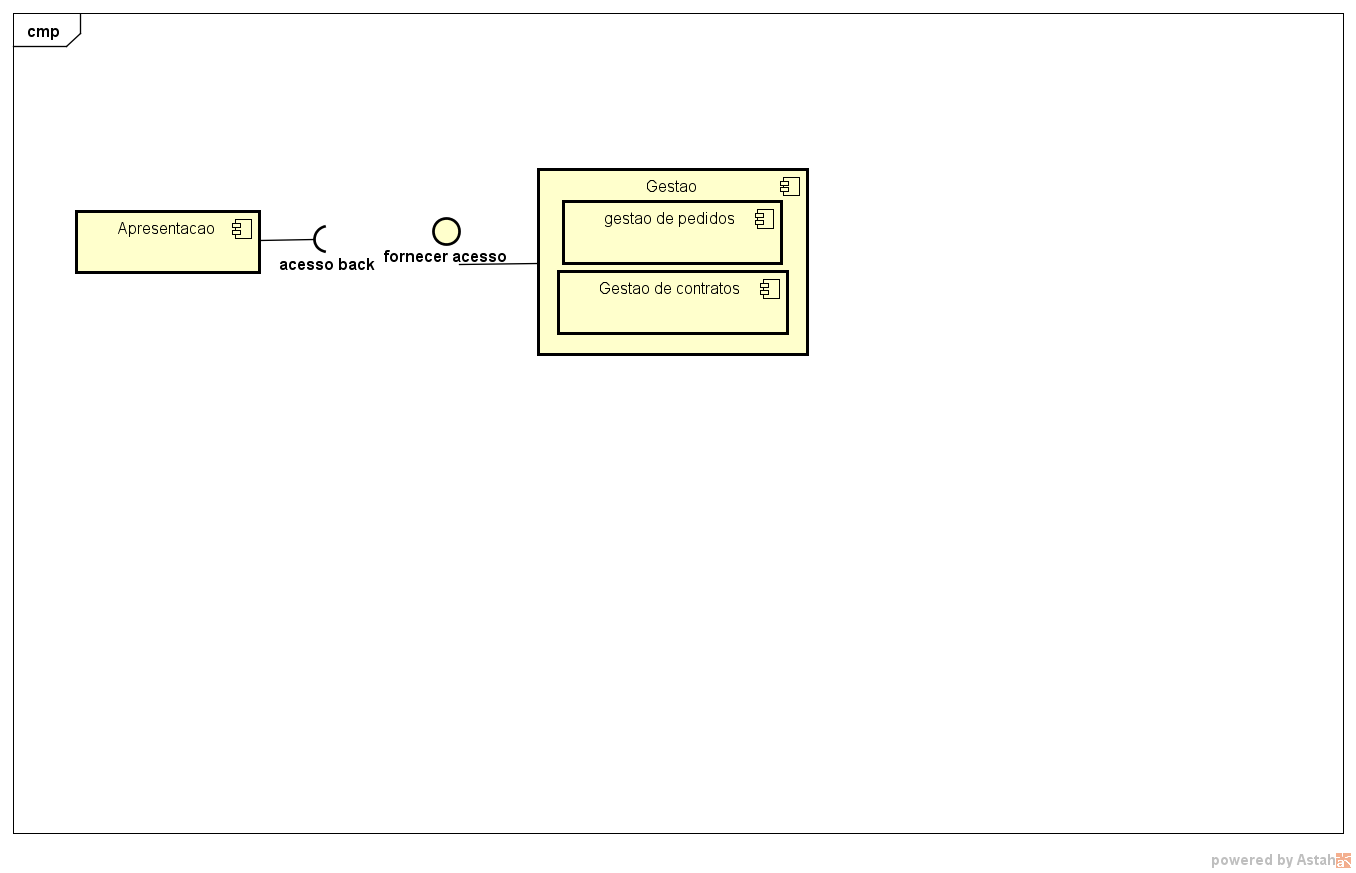 cmp
Apresentacao
acesso back
fornecer acesso
Gestao
gestao de pedidos
Gestao de contratos
powered by Astah